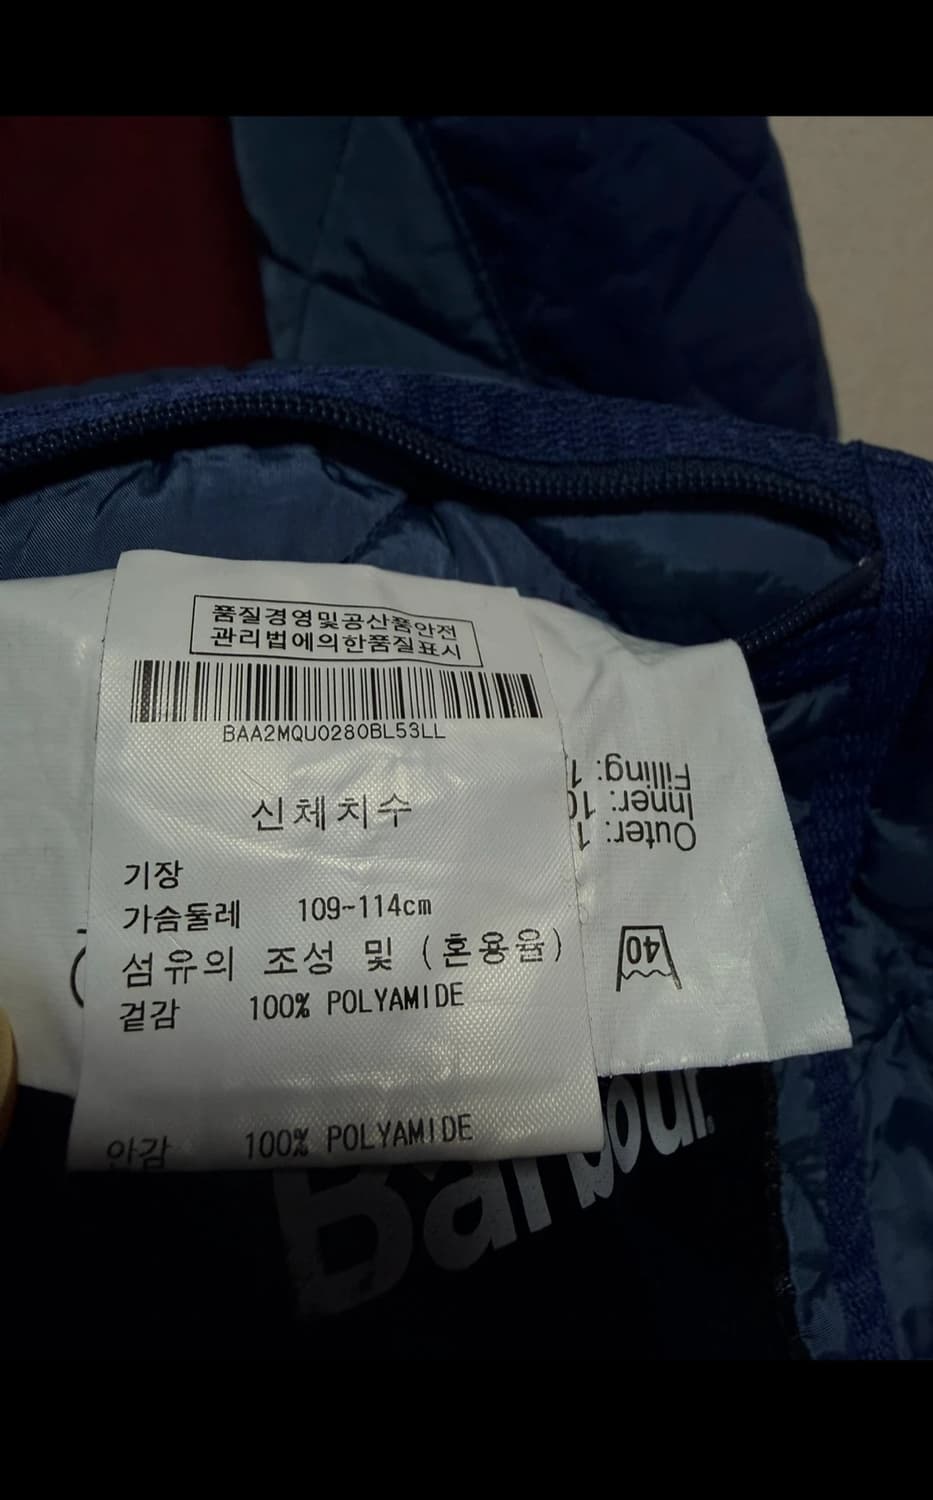 품질경영및공산품안전
관리법에의한품질표시
BAA2MQU0280BL53LL
신체치수
기장
가슴둘레 109-114cm
섬유의 조성 및 (혼용율)
겉감 100% POLYAMIDE
안감 100% POLYAMIDE
Outer:
Inner:
Filling:
40
Barbour